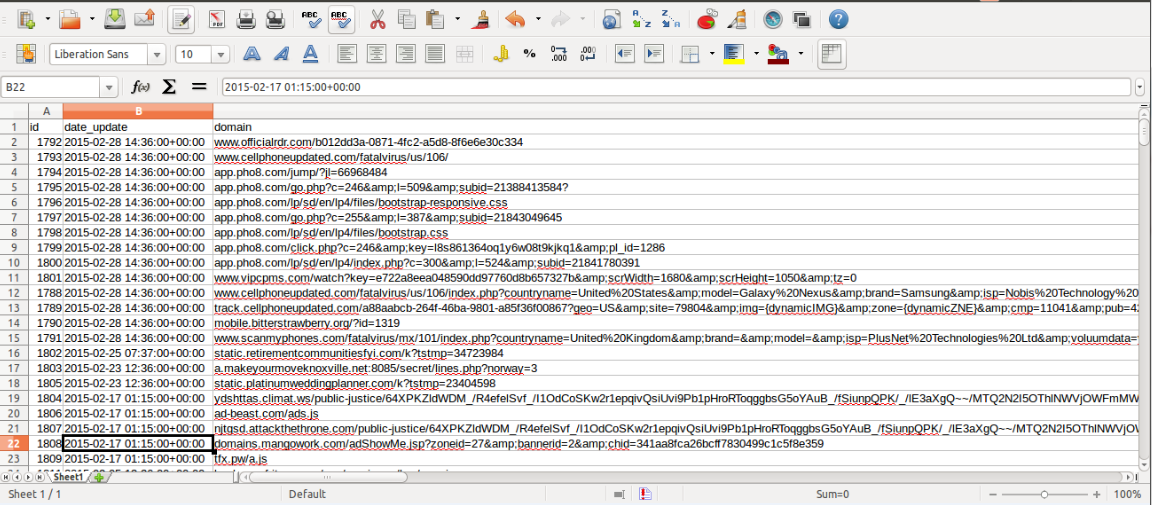 Liberation Sans 10
B22 f(x) Σ = 2015-02-17 01:15:00+00:00
A B
1 id date_update domain
2 1792 2015-02-28 14:36:00+00:00 www.officialrdr.com/b012dd3a-0871-4fc2-a5d8-8f6e6e30c334
3 1793 2015-02-28 14:36:00+00:00 www.cellphoneupdated.com/fatalvirus/us/106/
4 1794 2015-02-28 14:36:00+00:00 app.pho8.com/jump/?jl=66968484
5 1795 2015-02-28 14:36:00+00:00 app.pho8.com/go.php?c=246&amp;l=509&amp;subid=21388413584?
6 1796 2015-02-28 14:36:00+00:00 app.pho8.com/lp/sd/en/lp4/files/bootstrap-responsive.css
7 1797 2015-02-28 14:36:00+00:00 app.pho8.com/go.php?c=255&amp;l=387&amp;subid=21843049645
8 1798 2015-02-28 14:36:00+00:00 app.pho8.com/lp/sd/en/lp4/files/bootstrap.css
9 1799 2015-02-28 14:36:00+00:00 app.pho8.com/click.php?c=246&amp;key=l8s861364oq1y6w08t9kjkq1&amp;pl_id=1286
10 1800 2015-02-28 14:36:00+00:00 app.pho8.com/lp/sd/en/lp4/index.php?c=300&amp;l=524&amp;subid=21841780391
11 1801 2015-02-28 14:36:00+00:00 www.vipcpms.com/watch?key=e722a8eea048590dd97760d8b657327b&amp;scrWidth=1680&amp;scrHeight=1050&amp;tz=0
12 1788 2015-02-28 14:36:00+00:00 www.cellphoneupdated.com/fatalvirus/us/106/index.php?countryname=United%20States&amp;model=Galaxy%20Nexus&amp;brand=Samsung&amp;isp=Nobis%20Technology%20
13 1789 2015-02-28 14:36:00+00:00 track.cellphoneupdated.com/a88aabcb-264f-46ba-9801-a85f36f00867?geo=US&amp;site=79804&amp;img={dynamicIMG}&amp;zone={dynamicZNE}&amp;cmp=11041&amp;pub=42
14 1790 2015-02-28 14:36:00+00:00 mobile.bitterstrawberry.org/?id=1319
15 1791 2015-02-28 14:36:00+00:00 www.scanmyphones.com/fatalvirus/mx/101/index.php?countryname=United%20Kingdom&amp;brand=&amp;model=&amp;isp=PlusNet%20Technologies%20Ltd&amp;voluumdata=
16 1802 2015-02-25 07:37:00+00:00 static.retirementcommunitiesfyi.com/k?tstmp=34723984
17 1803 2015-02-23 12:36:00+00:00 a.makeyourmoveknoxville.net:8085/secret/lines.php?norway=3
18 1805 2015-02-23 12:36:00+00:00 static.platinumweddingplanner.com/k?tstmp=23404598
19 1804 2015-02-17 01:15:00+00:00 ydshttas.climat.ws/public-justice/64XPKZIdWDM_/R4efelSvf_/I1OdCoSKw2r1epqivQsiUvi9Pb1pHroRToqggbsG5oYAuB_/fSiunpQPK/_/IE3aXgQ~~/MTQ2N2I5OThlNWVjOWFmMW
20 1806 2015-02-17 01:15:00+00:00 ad-beast.com/ads.js
21 1807 2015-02-17 01:15:00+00:00 njtqsd.attackthethrone.com/public-justice/64XPKZIdWDM_/R4efelSvf_/I1OdCoSKw2r1epqivQsiUvi9Pb1pHroRToqggbsG5oYAuB_/fSiunpQPK/_/IE3aXgQ~~/MTQ2N2I5OThlNWVjOV
22 1808 2015-02-17 01:15:00+00:00 domains.mangowork.com/adShowMe.jsp?zoneid=27&amp;bannerid=2&amp;chid=341aa8fca26bcff7830499c1c5f8e359
23 1809 2015-02-17 01:15:00+00:00 tfx.pw/a.js
Sheet1
Sheet 1 / 1 Default Sum=0 100%